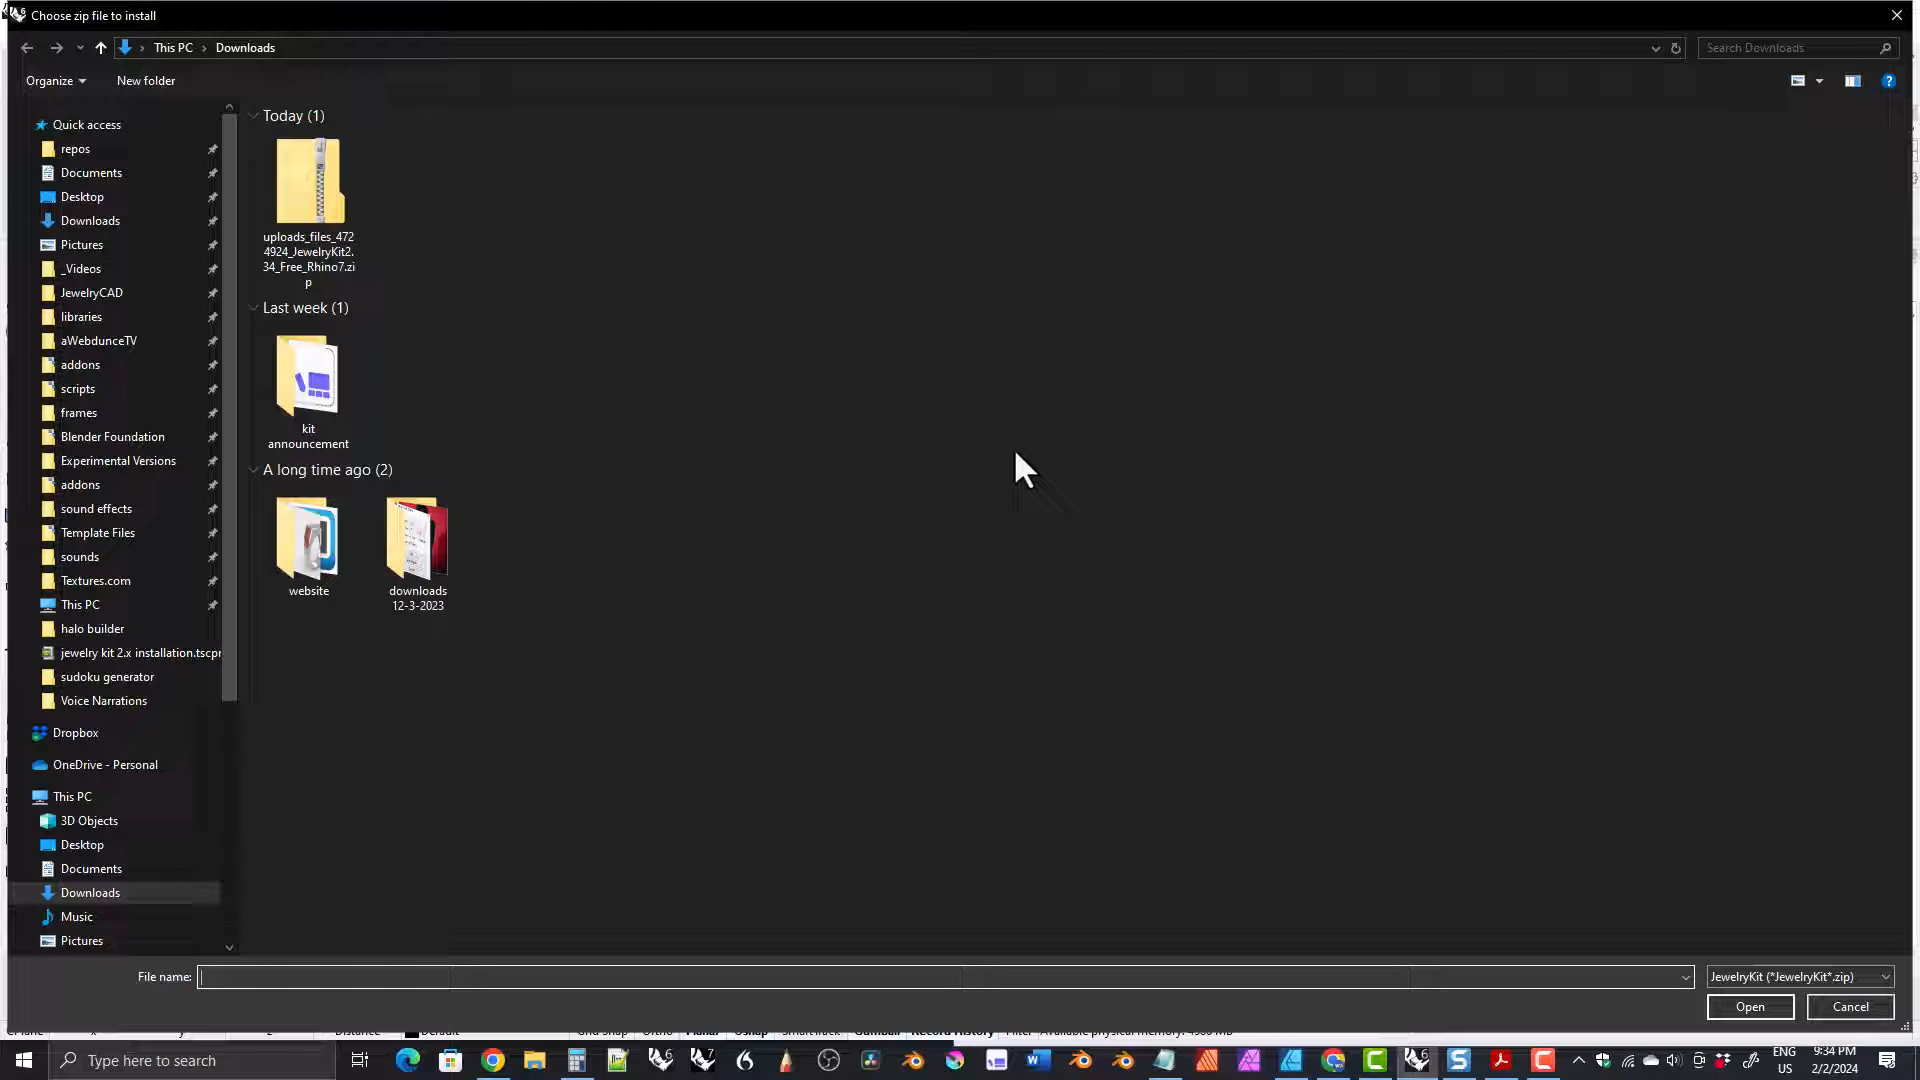 Choose zip file to install
This PC
Downloads
Search Downloads
Organize
New folder
Quick access
repos
Documents
Desktop
Downloads
Pictures
_Videos
JewelryCAD
libraries
aWebdunceTV
addons
scripts
frames
Blender Foundation
Experimental Versions
addons
sound effects
Template Files
sounds
Textures.com
This PC
halo builder
jewelry kit 2.x installation.tscpr
sudoku generator
Voice Narrations
Dropbox
OneDrive - Personal
This PC
3D Objects
Desktop
Documents
Downloads
Music
Pictures
Today (1)
uploads_files_472
4924_JewelryKit2.
34_Free_Rhino7.zi
p
Last week (1)
kit
announcement
A long time ago (2)
website
downloads
12-3-2023
File name:
JewelryKit (*JewelryKit*.zip)
Open
Cancel
Type here to search
ENG
US
9:34 PM
2/2/2024